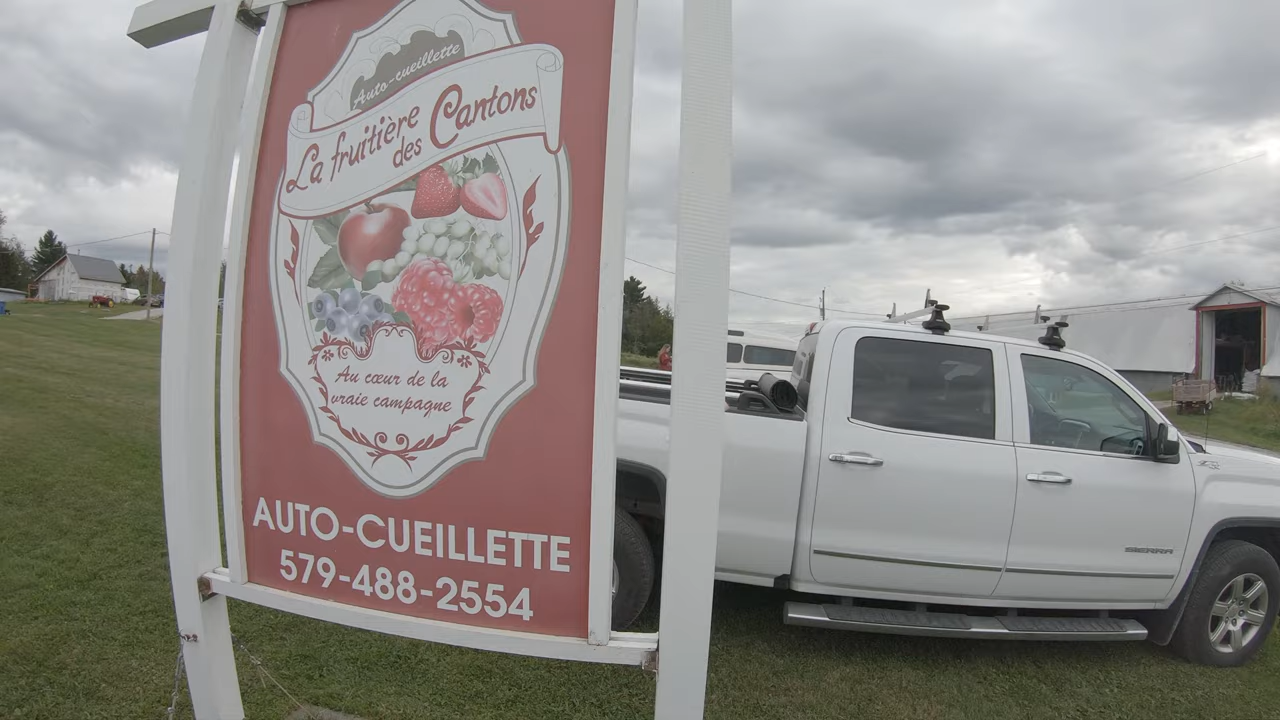 Auto-cueillette
La fruitière
des Cantons
Au cœur de la
vraie campagne
AUTO-CUEILLETTE
579-488-2554
SIERRA